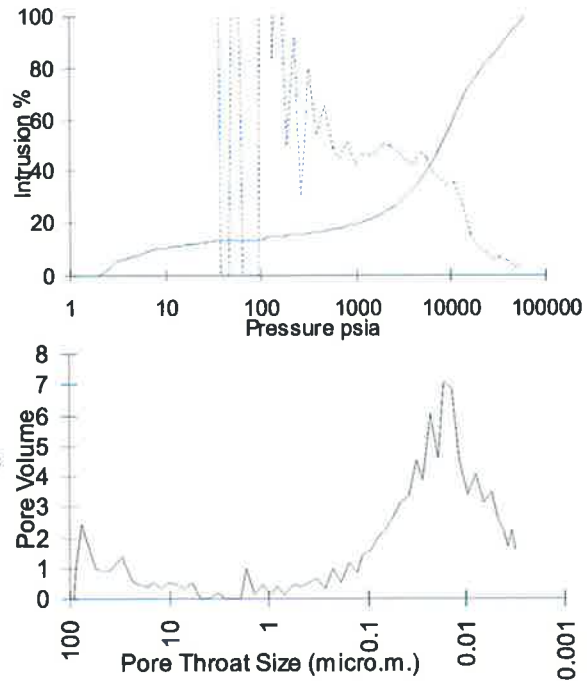 100
80
60
40
20
0
Intrusion %
1 10 100 1000 10000 100000
Pressure psia
8
7
6
5
4
3
2
1
0
Pore Volume
100 10 1 0.1 0.01 0.001
Pore Throat Size (micro.m.)